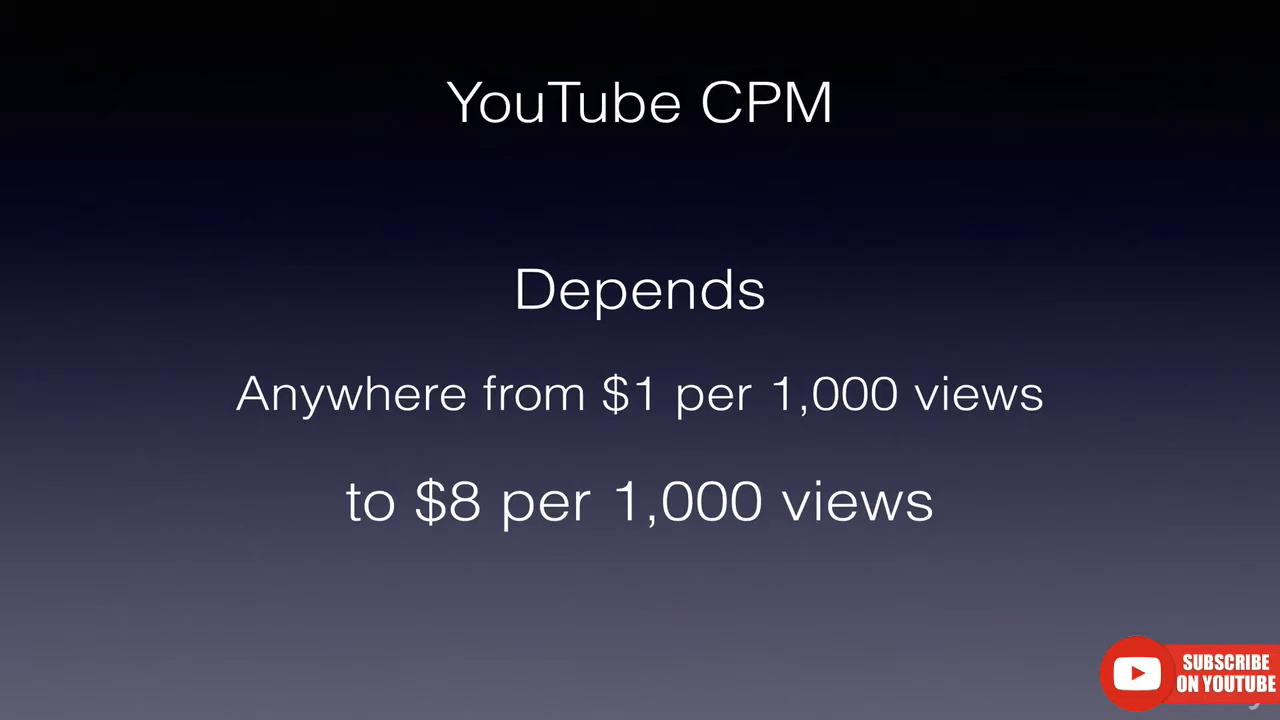 YouTube CPM
Depends
Anywhere from $1 per 1,000 views
to $8 per 1,000 views
SUBSCRIBE
ON YOUTUBE